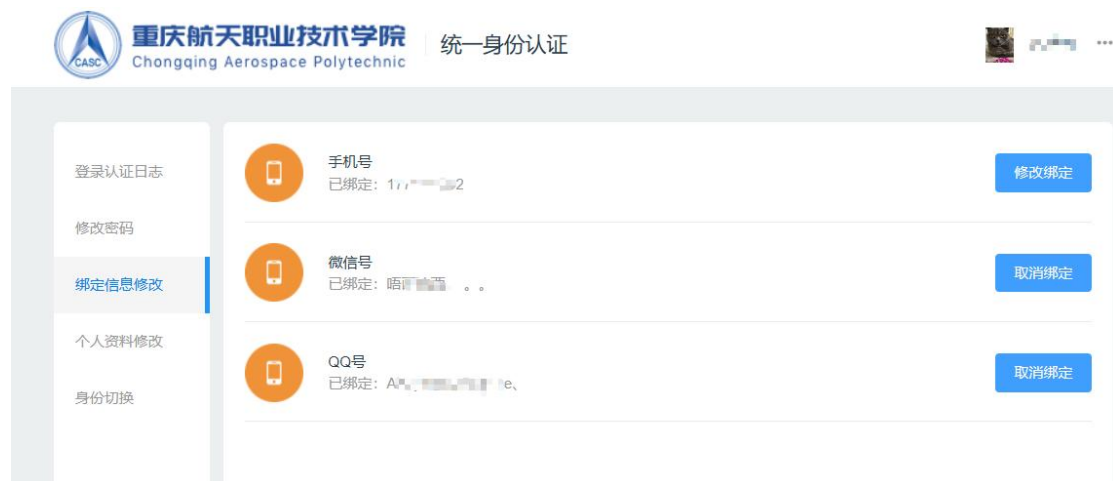 重庆航天职业技术学院
Chongqing Aerospace Polytechnic
CASC
统一身份认证
登录认证日志
修改密码
绑定信息修改
个人资料修改
身份切换
手机号
已绑定：
修改绑定
微信号
已绑定：
取消绑定
QQ号
已绑定：
取消绑定